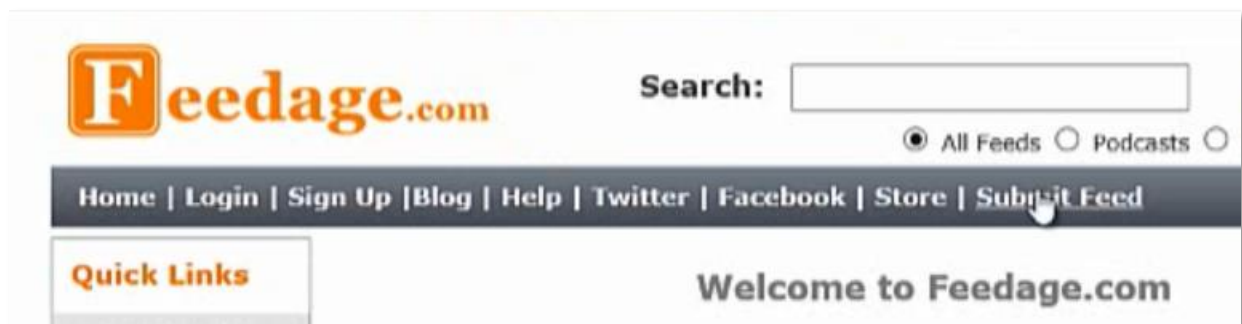 Feedage.com
Search:
All Feeds Podcasts
Home | Login | Sign Up |Blog | Help | Twitter | Facebook | Store | Submit Feed
Quick Links
Welcome to Feedage.com